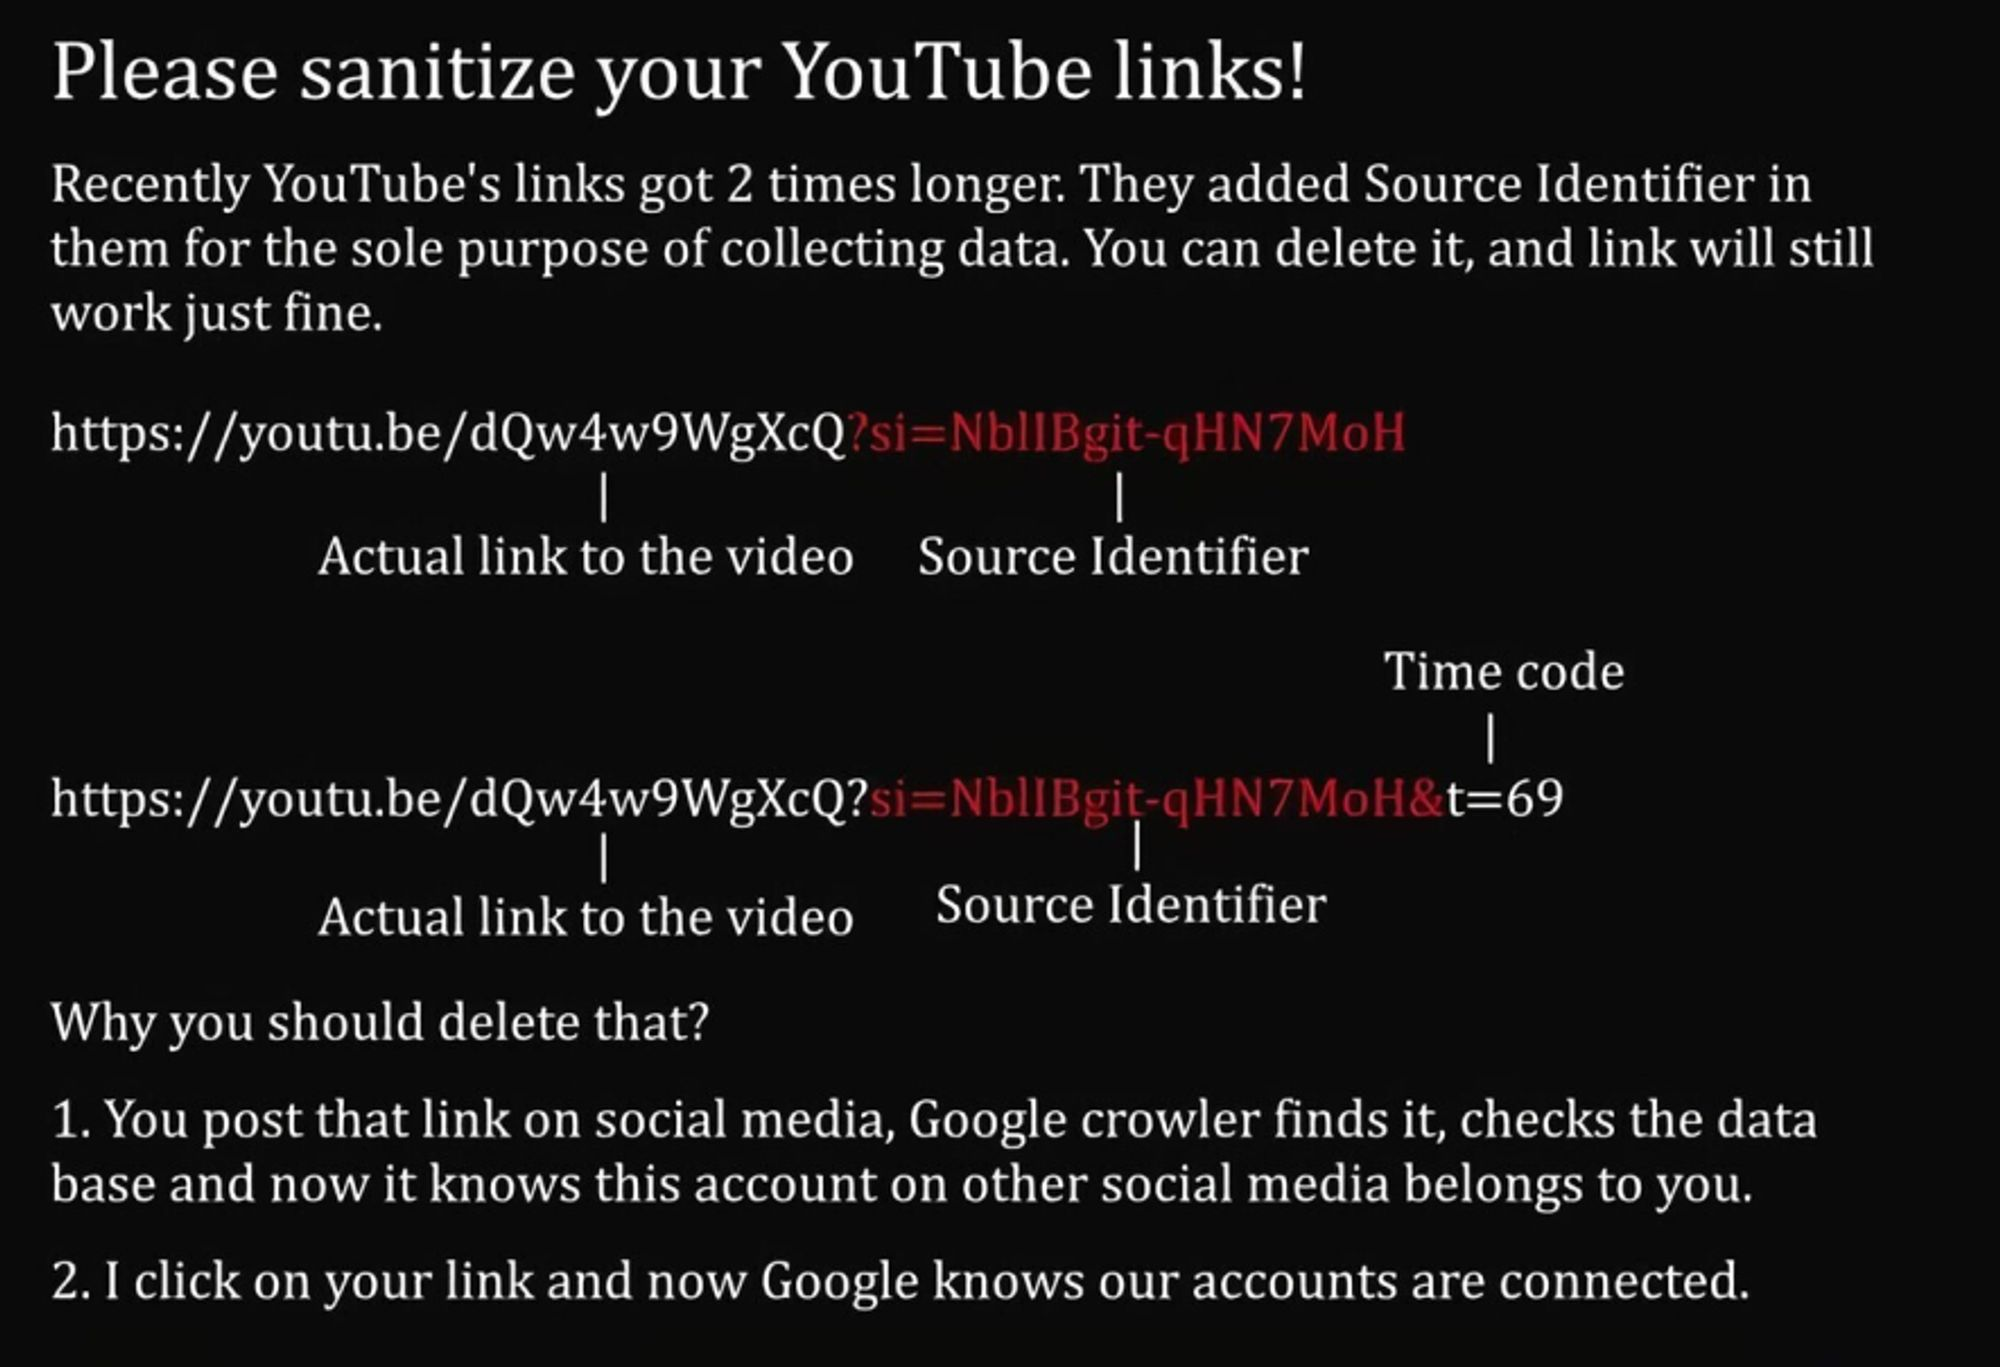 Please sanitize your YouTube links!
Recently YouTube's links got 2 times longer. They added Source Identifier in
them for the sole purpose of collecting data. You can delete it, and link will still
work just fine.
https://youtu.be/dQw4w9WgXcQ?si=NblIBgit-qHN7MoH
|
|
Actual link to the video
Source Identifier
Time code
|
https://youtu.be/dQw4w9WgXcQ?si=NblIBgit-qHN7MoH&t=69
|
|
Actual link to the video
Source Identifier
Why you should delete that?
1. You post that link on social media, Google crowler finds it, checks the data
base and now it knows this account on other social media belongs to you.
2. I click on your link and now Google knows our accounts are connected.